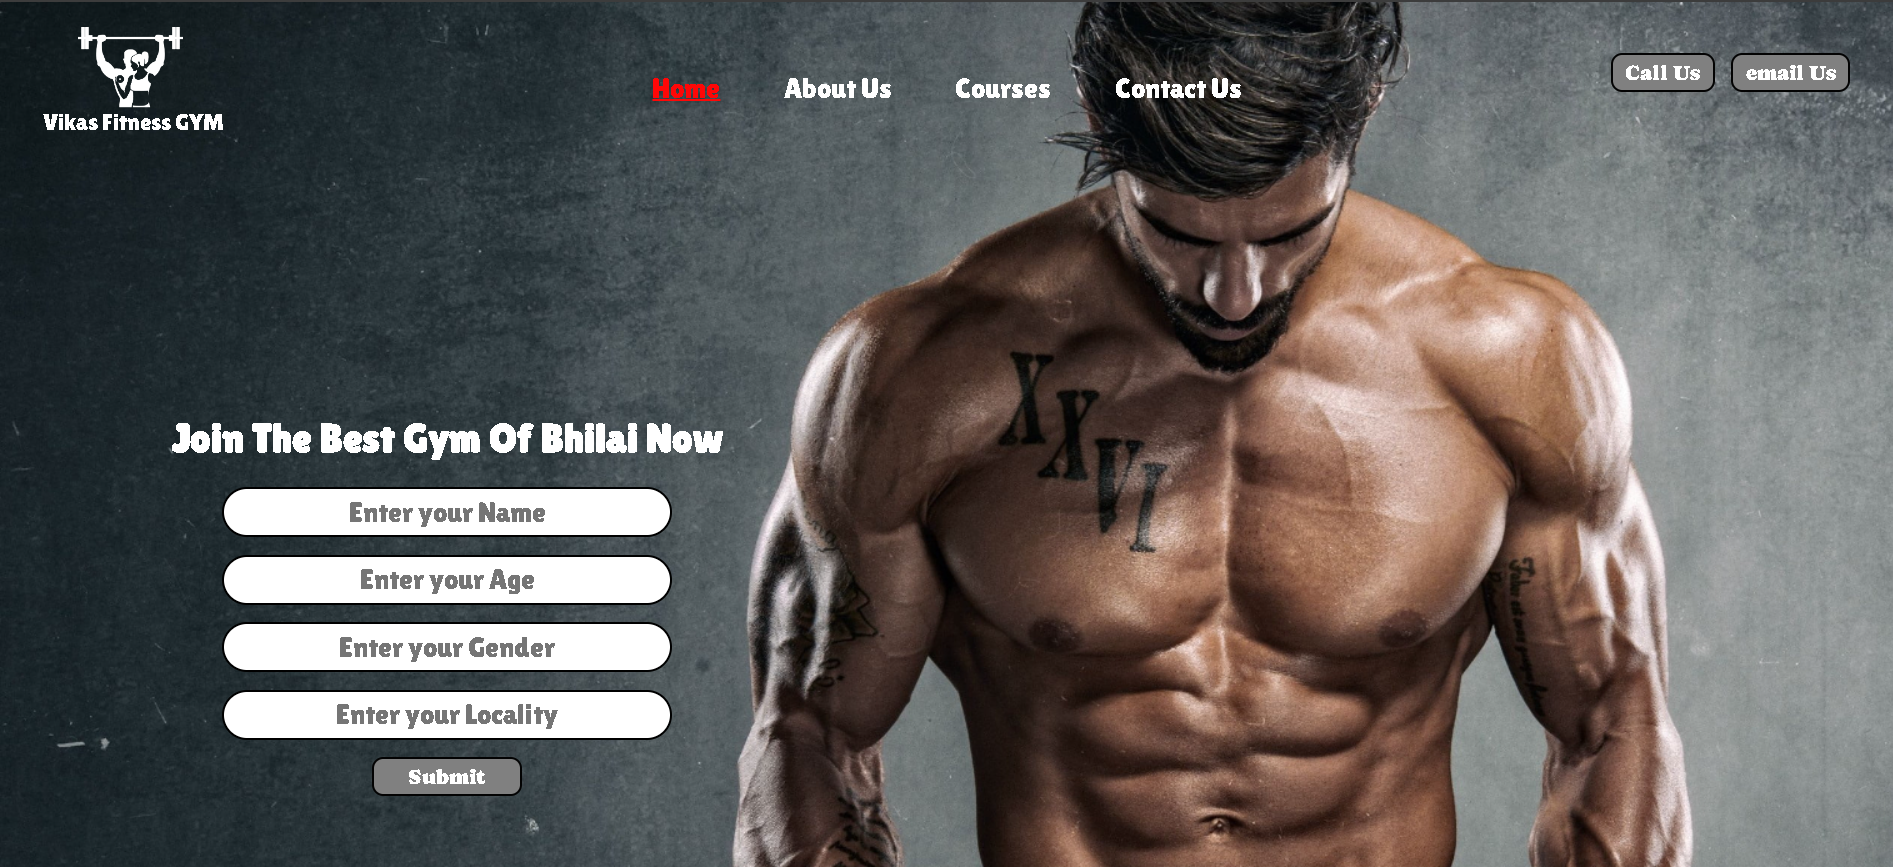 Vikas Fitness GYM
Home
About Us
Courses
Contact Us
Call Us
email Us
Join The Best Gym Of Bhilai Now
Enter your Name
Enter your Age
Enter your Gender
Enter your Locality
Submit
XXVI